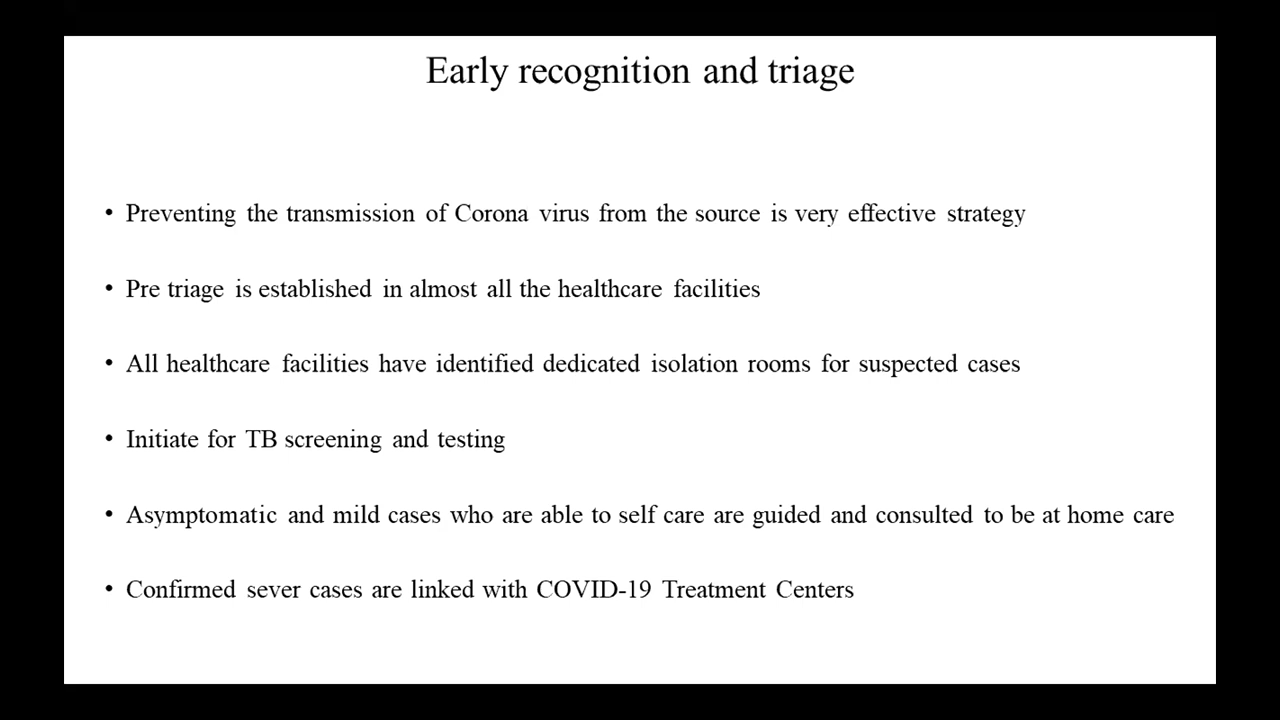 Early recognition and triage
• Preventing the transmission of Corona virus from the source is very effective strategy
• Pre triage is established in almost all the healthcare facilities
• All healthcare facilities have identified dedicated isolation rooms for suspected cases
• Initiate for TB screening and testing
• Asymptomatic and mild cases who are able to self care are guided and consulted to be at home care
• Confirmed sever cases are linked with COVID-19 Treatment Centers